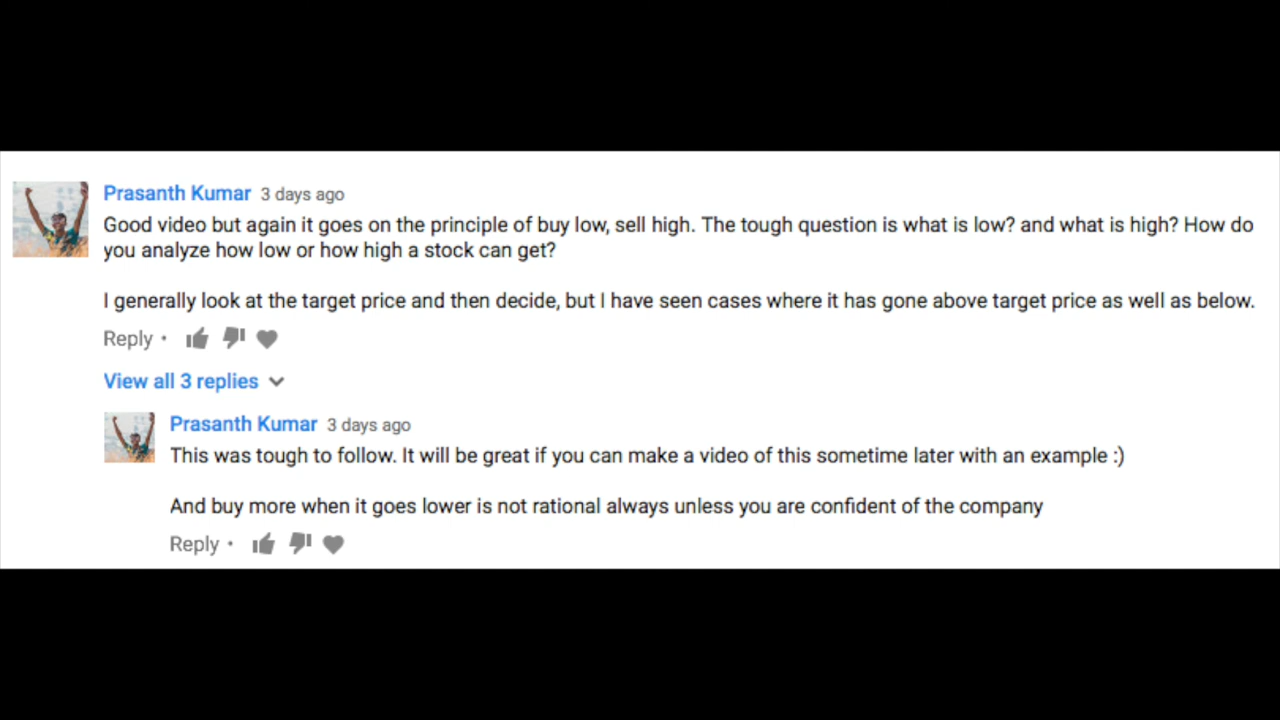 Prasanth Kumar 3 days ago
Good video but again it goes on the principle of buy low, sell high. The tough question is what is low? and what is high? How do
you analyze how low or how high a stock can get?
I generally look at the target price and then decide, but I have seen cases where it has gone above target price as well as below.
Reply •
View all 3 replies
Prasanth Kumar 3 days ago
This was tough to follow. It will be great if you can make a video of this sometime later with an example :)
And buy more when it goes lower is not rational always unless you are confident of the company
Reply •